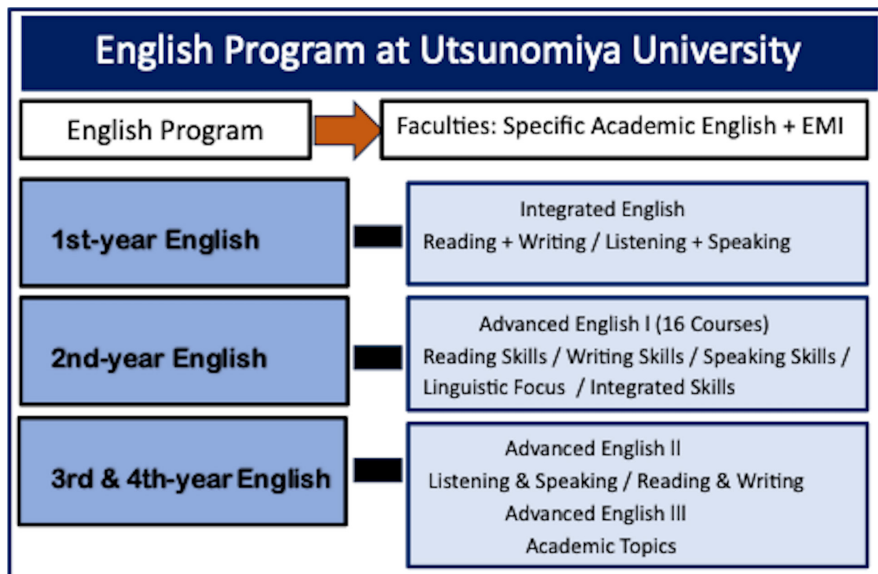 English Program at Utsunomiya University
English Program
Faculties: Specific Academic English + EMI
1st-year English
Integrated English
Reading + Writing / Listening + Speaking
2nd-year English
Advanced English I (16 Courses)
Reading Skills / Writing Skills / Speaking Skills /
Linguistic Focus / Integrated Skills
3rd & 4th-year English
Advanced English II
Listening & Speaking / Reading & Writing
Advanced English III
Academic Topics